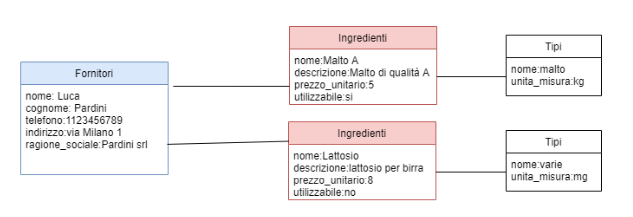 Fornitori
nome: Luca
cognome: Pardini
telefono:1123456789
indirizzo:via Milano 1
ragione_sociale:Pardini srl
Ingredienti
nome:Malto A
descrizione:Malto di qualità A
prezzo_unitario:5
utilizzabile:si
Tipi
nome:malto
unita_misura:kg
Ingredienti
nome:Lattosio
descrizione:lattosio per birra
prezzo_unitario:8
utilizzabile:no
Tipi
nome:varie
unita_misura:mg